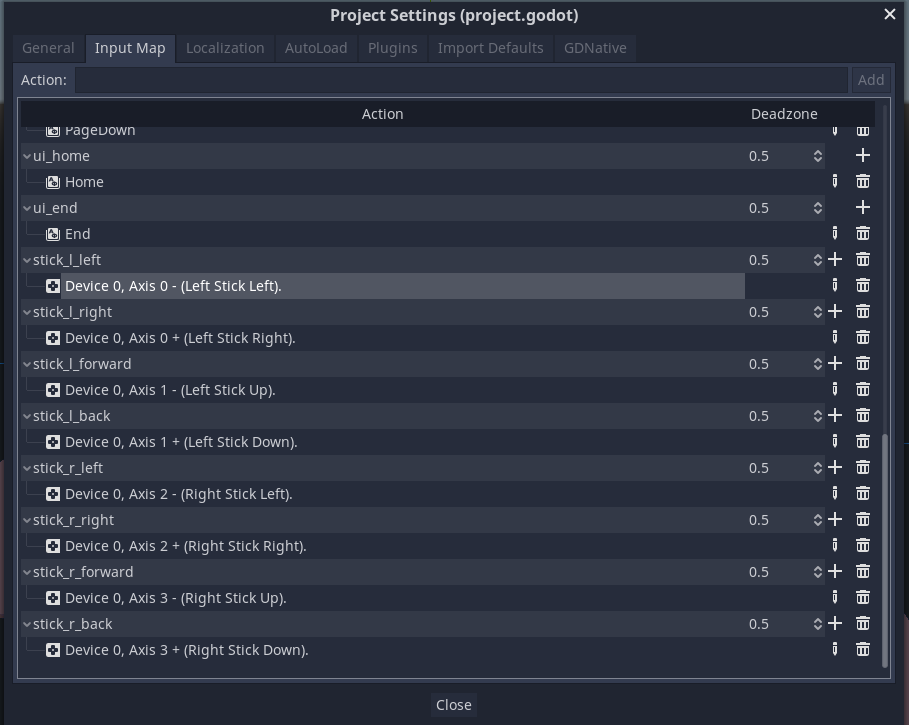 Project Settings (project.godot)
General Input Map Localization AutoLoad Plugins Import Defaults GDNative
Action: Add
Action Deadzone
PageDown
ui_home 0.5
Home
ui_end 0.5
End
stick_l_left 0.5
Device 0, Axis 0 - (Left Stick Left).
stick_l_right 0.5
Device 0, Axis 0 + (Left Stick Right).
stick_l_forward 0.5
Device 0, Axis 1 - (Left Stick Up).
stick_l_back 0.5
Device 0, Axis 1 + (Left Stick Down).
stick_r_left 0.5
Device 0, Axis 2 - (Right Stick Left).
stick_r_right 0.5
Device 0, Axis 2 + (Right Stick Right).
stick_r_forward 0.5
Device 0, Axis 3 - (Right Stick Up).
stick_r_back 0.5
Device 0, Axis 3 + (Right Stick Down).
Close